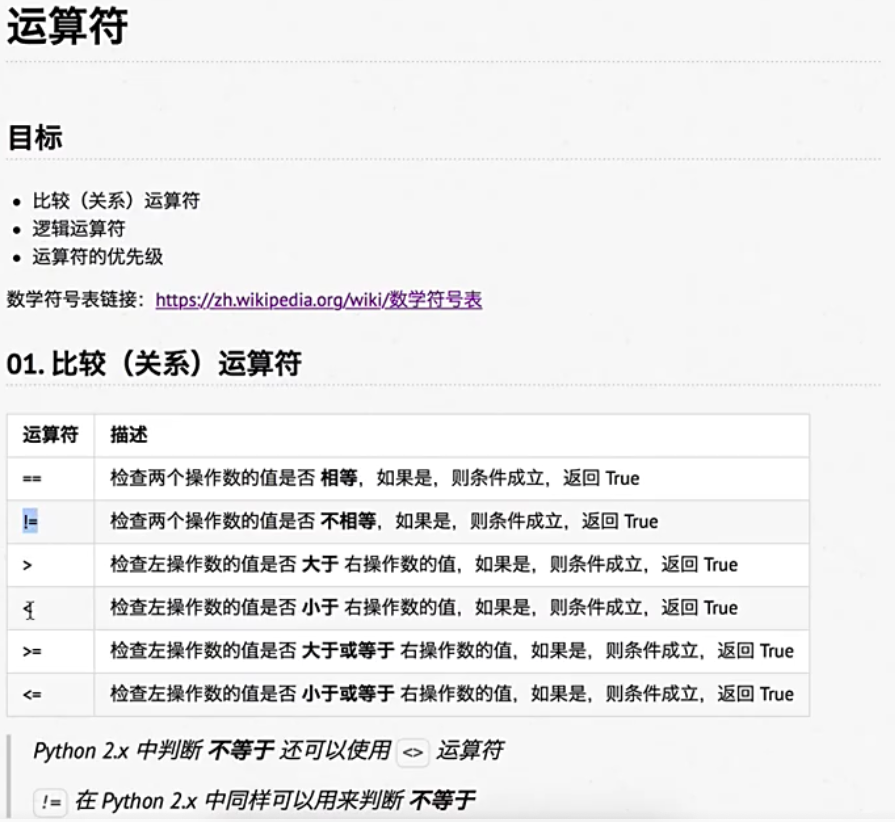 运算符
目标
比较（关系）运算符
逻辑运算符
运算符的优先级
数学符号表链接：https://zh.wikipedia.org/wiki/数学符号表
01. 比较（关系）运算符
运算符 描述
== 检查两个操作数的值是否 相等，如果是，则条件成立，返回 True
!= 检查两个操作数的值是否 不相等，如果是，则条件成立，返回 True
> 检查左操作数的值是否 大于 右操作数的值，如果是，则条件成立，返回 True
< 检查左操作数的值是否 小于 右操作数的值，如果是，则条件成立，返回 True
>= 检查左操作数的值是否 大于或等于 右操作数的值，如果是，则条件成立，返回 True
<= 检查左操作数的值是否 小于或等于 右操作数的值，如果是，则条件成立，返回 True
Python 2.x 中判断 不等于 还可以使用 <> 运算符
!= 在 Python 2.x 中同样可以用来判断 不等于